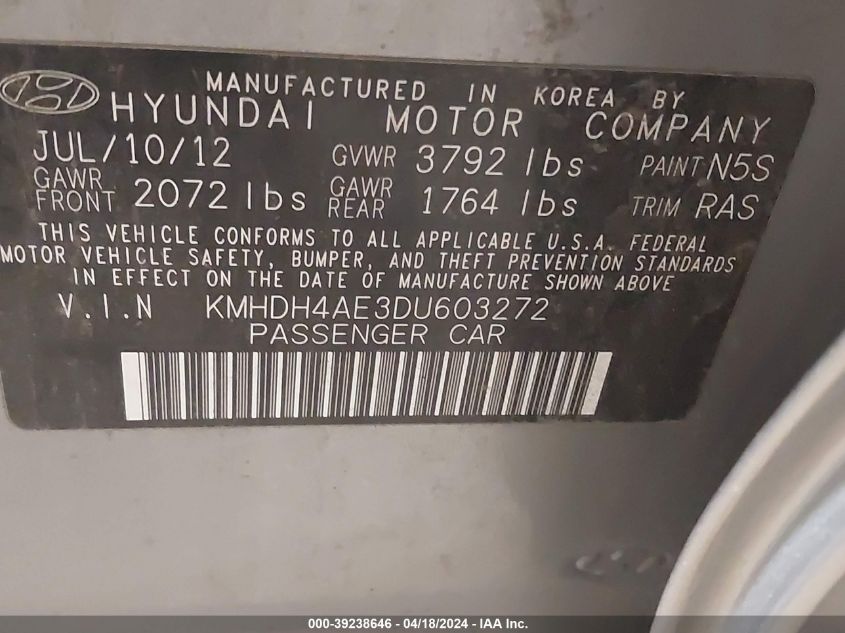 MANUFACTURED IN KOREA BY
HYUNDAI MOTOR COMPANY
JUL/10/12 GVWR 3792 lbs PAINT N5S
GAWR FRONT 2072 lbs GAWR REAR 1764 lbs TRIM RAS
THIS VEHICLE CONFORMS TO ALL APPLICABLE U.S.A. FEDERAL
MOTOR VEHICLE SAFETY, BUMPER, AND THEFT PREVENTION STANDARDS
IN EFFECT ON THE DATE OF MANUFACTURE SHOWN ABOVE
V.I.N KMHDH4AE3DU603272
PASSENGER CAR
000-39238646 - 04/18/2024 - IAA Inc.